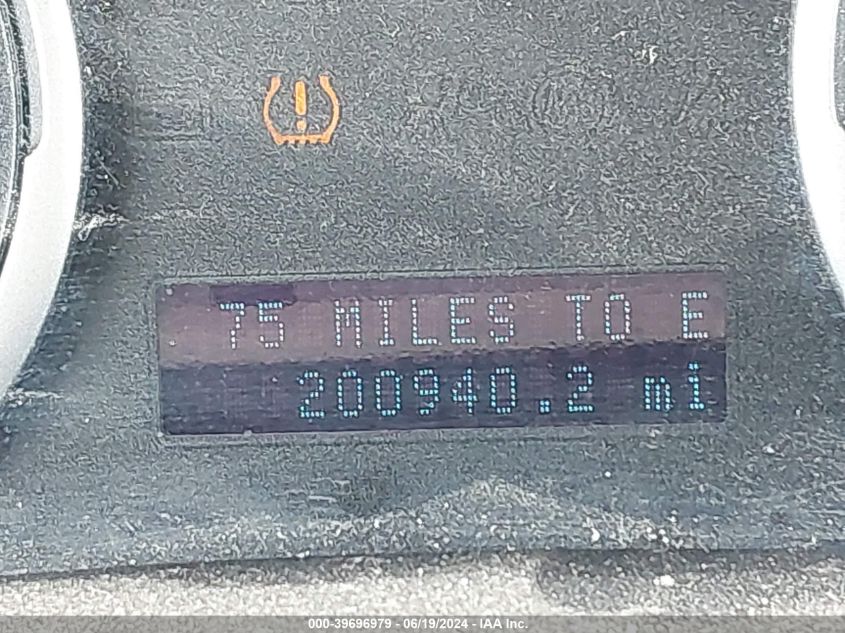 75 MILES TO E
200940.2 mi
000-39696979 / 06/19/2024 - IAA Inc.